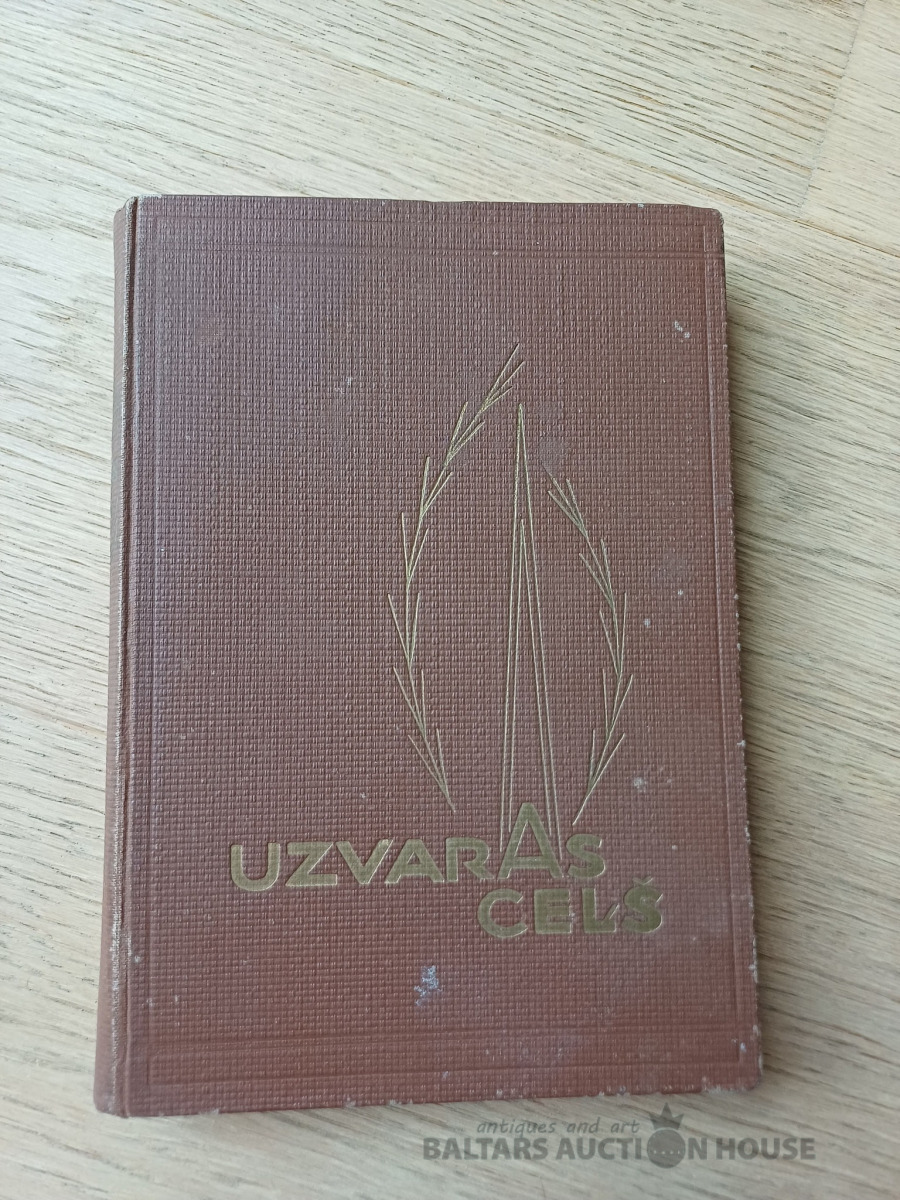 UZVARAS
CEĻŠ
antiques and art
BALTARS AUCTION HOUSE